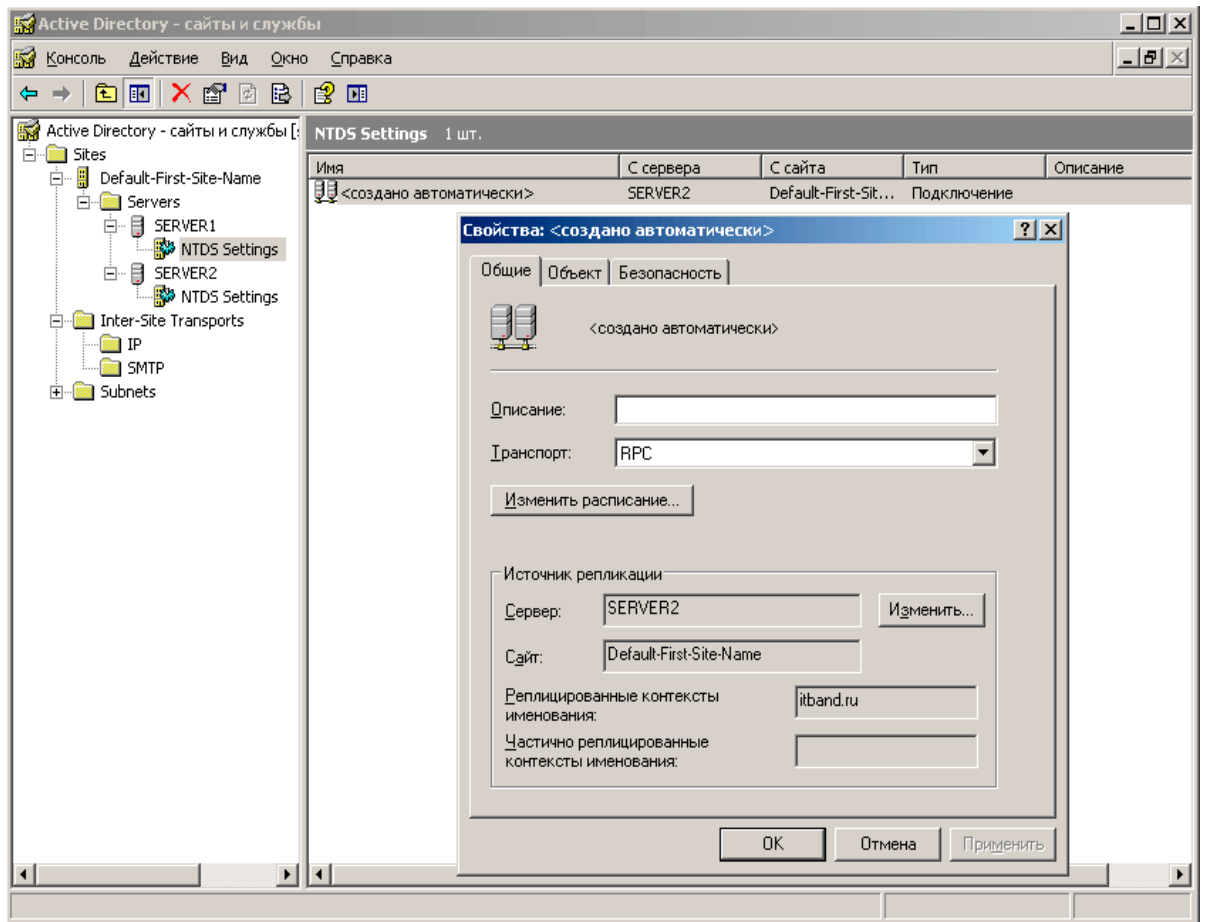 Active Directory - сайты и службы
Консоль Действие Вид Окно Справка
Active Directory - сайты и службы [
NTDS Settings 1 шт.
Sites
Default-First-Site-Name
Servers
SERVER1
NTDS Settings
SERVER2
NTDS Settings
Inter-Site Transports
IP
SMTP
Subnets
Имя С сервера С сайта Тип Описание
<создано автоматически> SERVER2 Default-First-Sit... Подключение
Свойства: <создано автоматически>
Общие Объект Безопасность
<создано автоматически>
Описание:
Транспорт: RPC
Изменить расписание...
Источник репликации
Сервер: SERVER2 Изменить...
Сайт: Default-First-Site-Name
Реплицированные контексты
именования: itband.ru
Частично реплицированные
контексты именования:
OK Отмена Применить